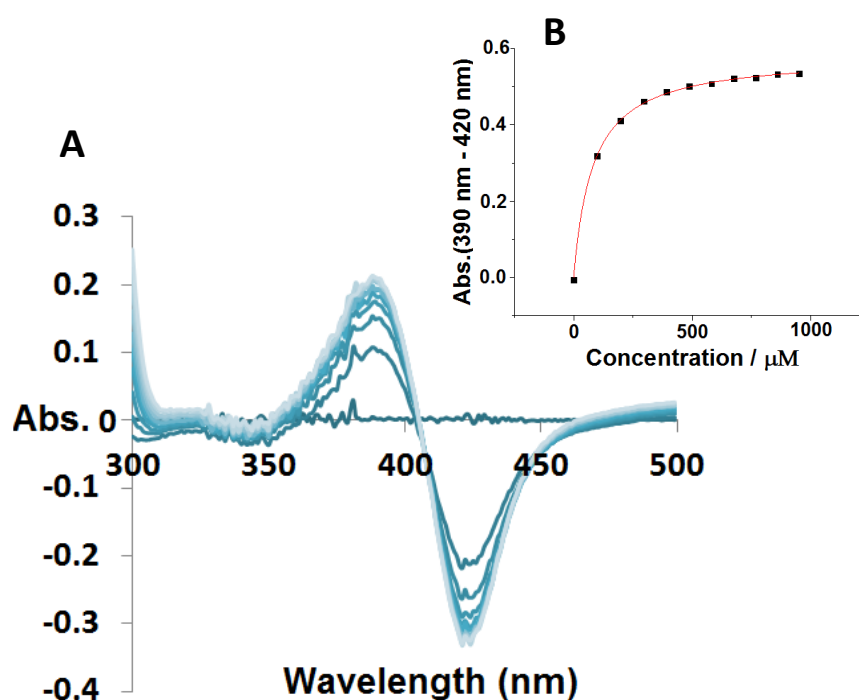 A
0.3
0.2
0.1
Abs. 0
-0.1
-0.2
-0.3
-0.4
300 350 400 450 500
Wavelength (nm)
B
Abs.(390 nm - 420 nm)
0.6
0.4
0.2
0.0
0 500 1000
Concentration / μM